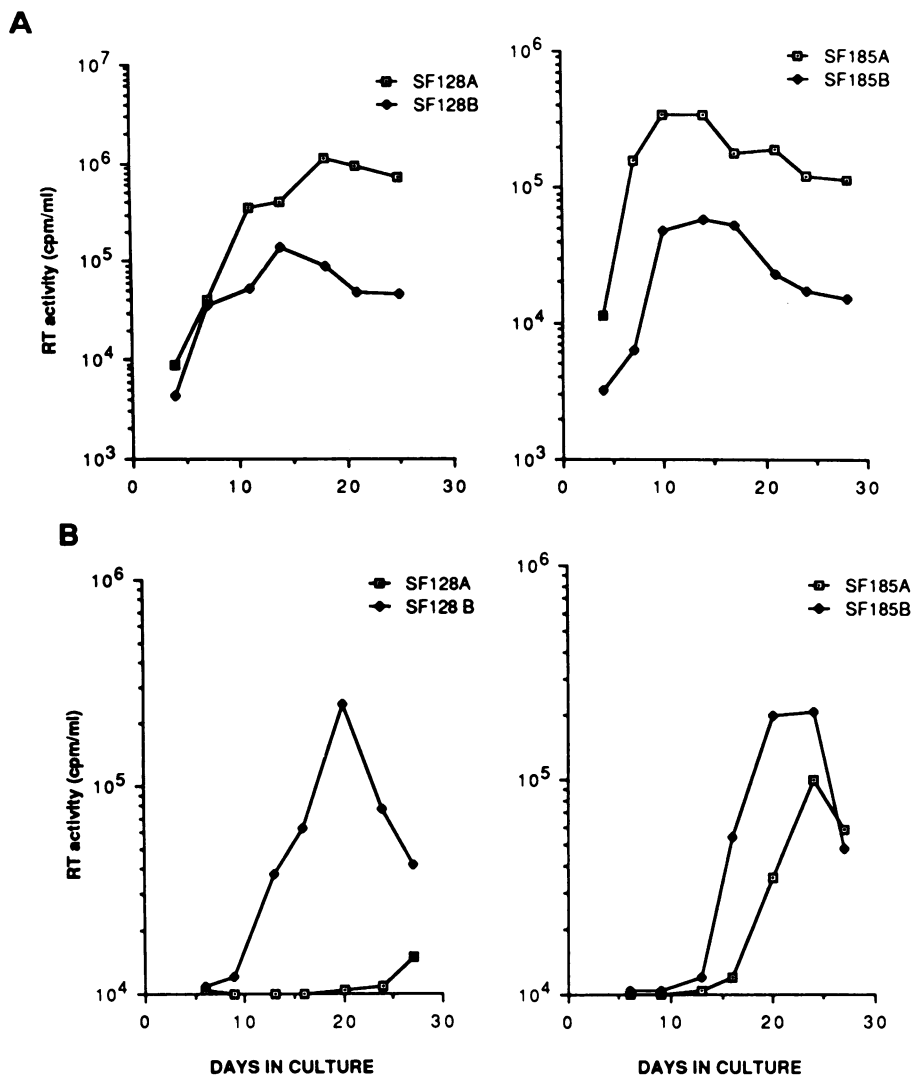 A
RT activity (cpm/ml)
10^7
10^6
10^5
10^4
10^3
0 10 20 30
SF128A
SF128B
10^6
10^5
10^4
10^3
0 10 20 30
SF185A
SF185B
B
RT activity (cpm/ml)
10^6
10^5
10^4
0 10 20 30
SF128A
SF128 B
DAYS IN CULTURE
10^6
10^5
10^4
0 10 20 30
SF185A
SF185B
DAYS IN CULTURE